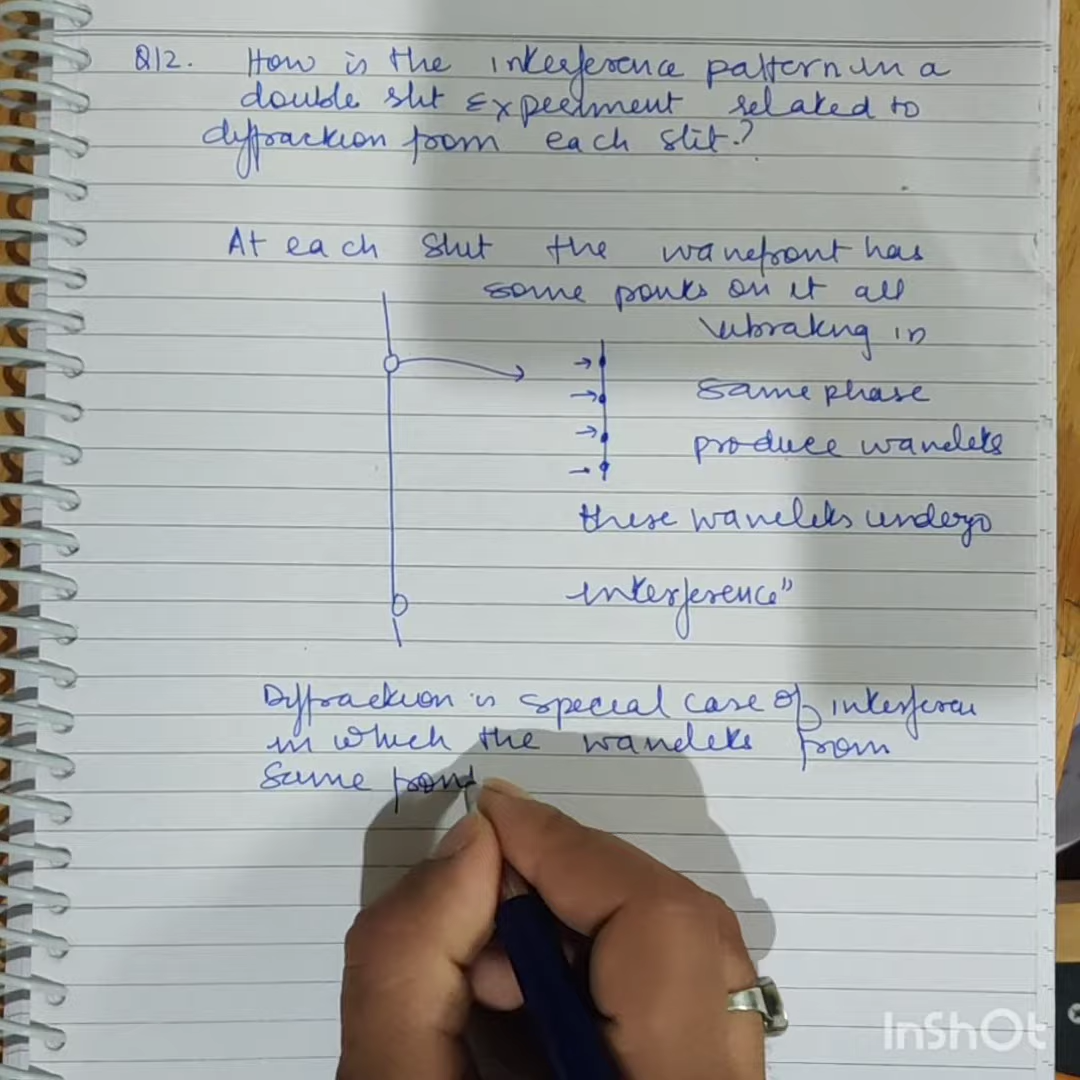 Q12. How is the interference pattern in a
double slit Experiment related to
diffraction from each slit?
At each slit the wavefront has
some points on it all
vibrating in
same phase
produce wavelets
these wavelets undergo
interference"
Diffraction is special case of interferen
in which the wavelets from
same
InShOt